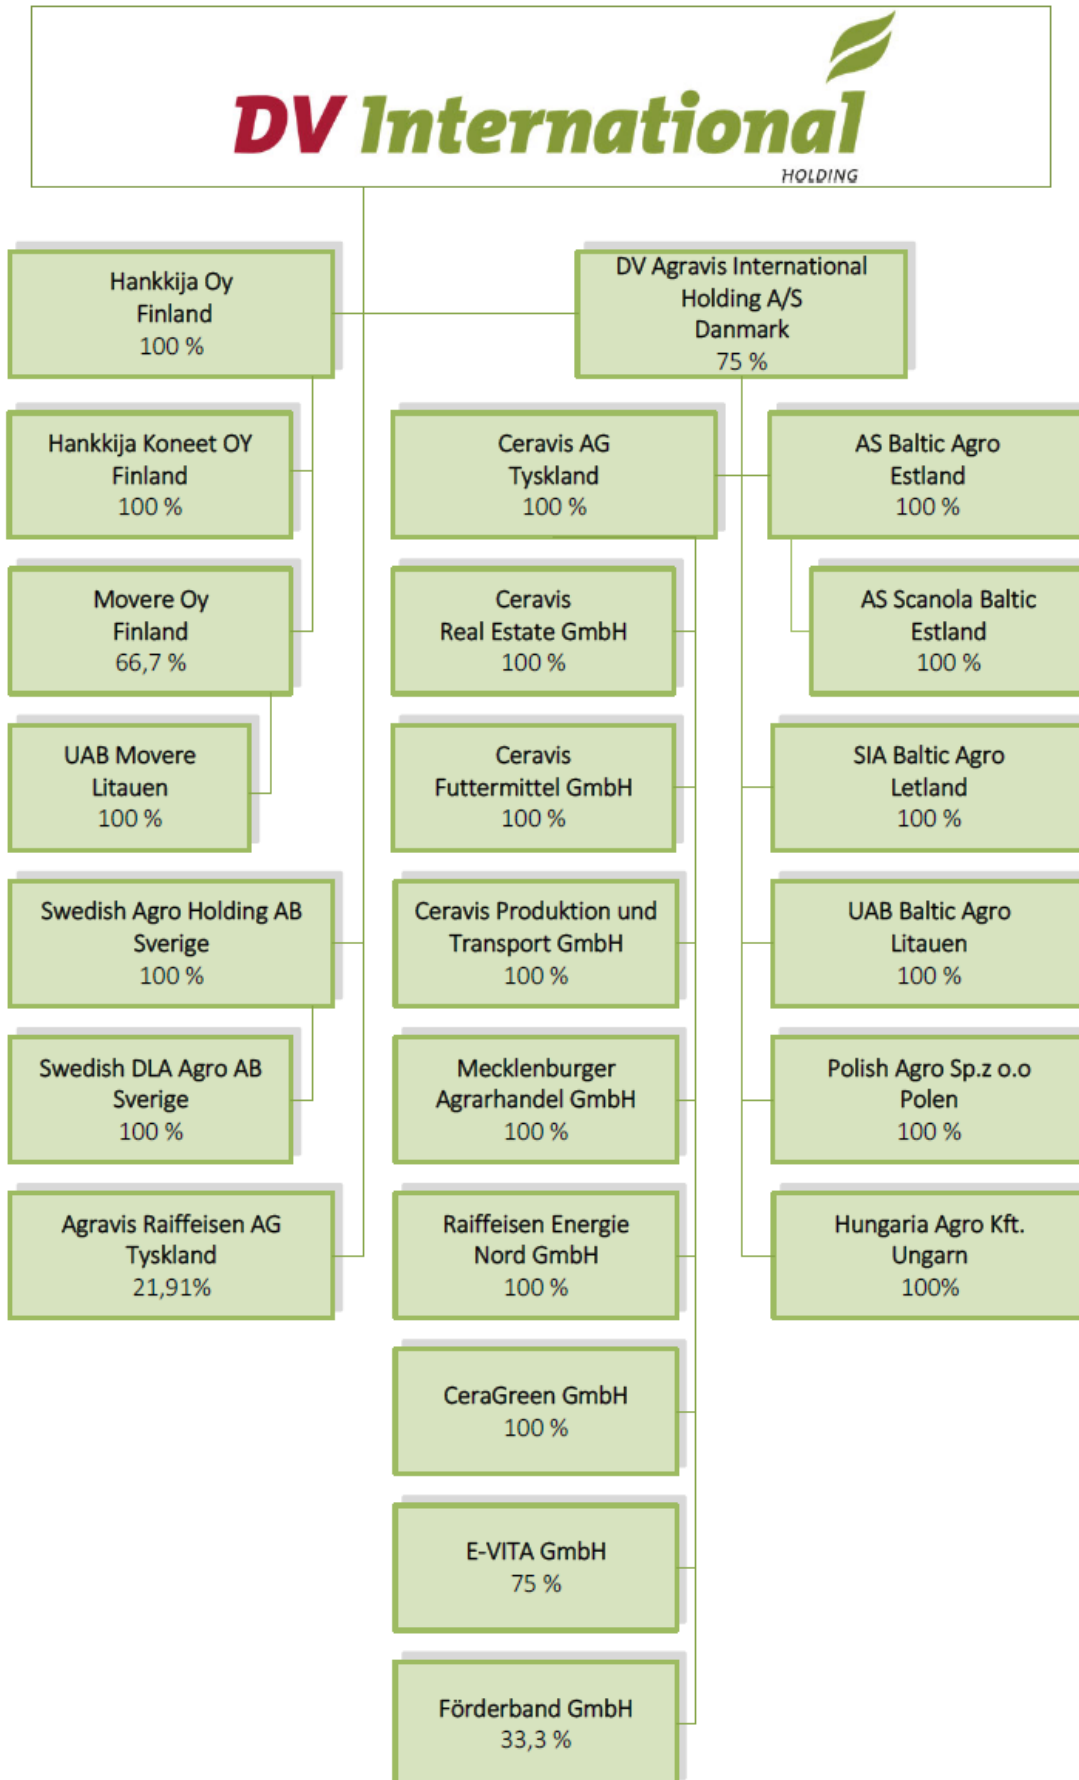 DV International
HOLDING
Hankkija Oy
Finland
100 %
DV Agravis International
Holding A/S
Danmark
75 %
Hankkija Koneet OY
Finland
100 %
Ceravis AG
Tyskland
100 %
AS Baltic Agro
Estland
100 %
Movere Oy
Finland
66,7 %
Ceravis
Real Estate GmbH
100 %
AS Scanola Baltic
Estland
100 %
UAB Movere
Litauen
100 %
Ceravis
Futtermittel GmbH
100 %
SIA Baltic Agro
Letland
100 %
Swedish Agro Holding AB
Sverige
100 %
Ceravis Produktion und
Transport GmbH
100 %
UAB Baltic Agro
Litauen
100 %
Swedish DLA Agro AB
Sverige
100 %
Mecklenburger
Agrarhandel GmbH
100 %
Polish Agro Sp.z o.o
Polen
100 %
Agravis Raiffeisen AG
Tyskland
21,91%
Raiffeisen Energie
Nord GmbH
100 %
Hungaria Agro Kft.
Ungarn
100%
CeraGreen GmbH
100 %
E-VITA GmbH
75 %
Förderband GmbH
33,3 %